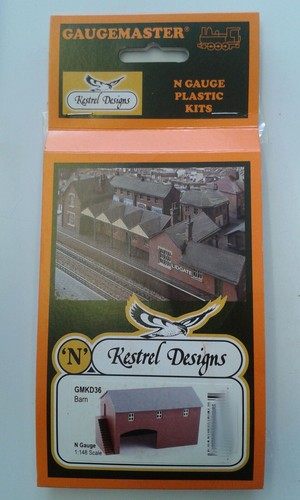 GAUGEMASTER®
Kestrel Designs
N GAUGE
PLASTIC
KITS
'N'
Kestrel Designs
GMKD36
Barn
N Gauge
1:148 Scale